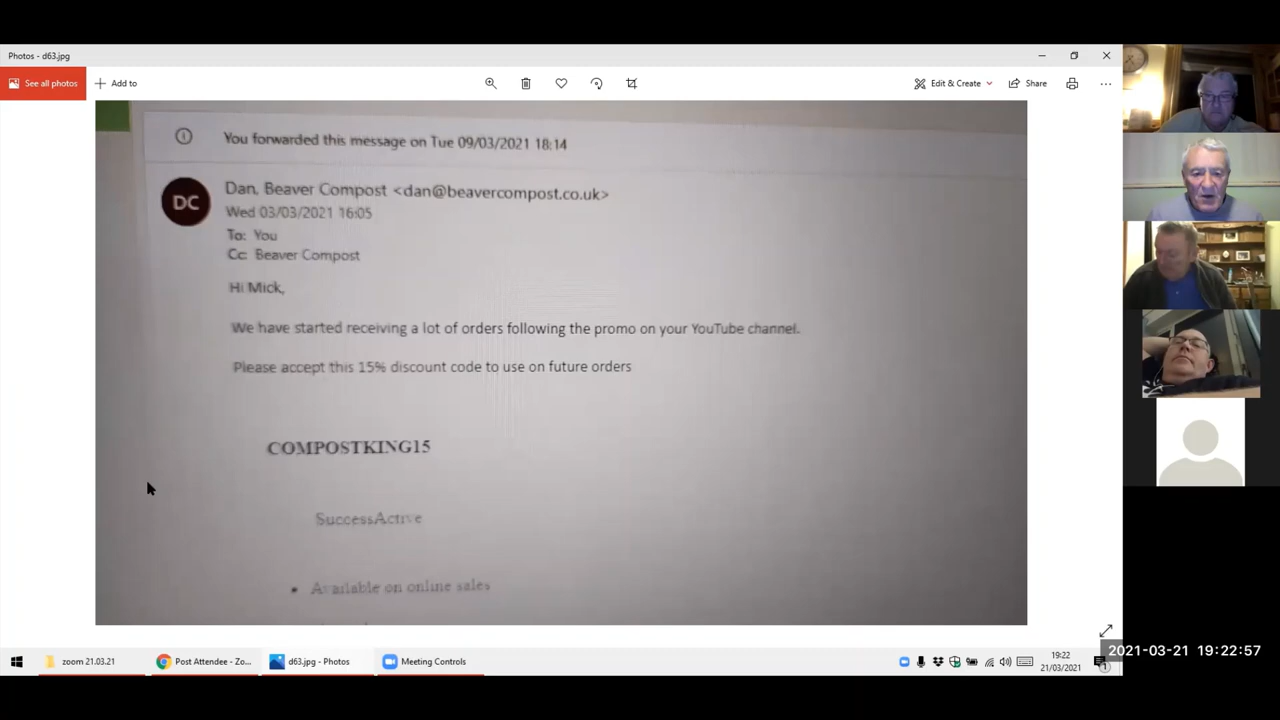 Photos - d63.jpg
See all photos
Add to
Edit & Create
Share
You forwarded this message on Tue 09/03/2021 18:14
DC
Dan, Beaver Compost <dan@beavercompost.co.uk>
Wed 03/03/2021 16:05
To: You
Cc: Beaver Compost
Hi Mick,
We have started receiving a lot of orders following the promo on your YouTube channel.
Please accept this 15% discount code to use on future orders
COMPOSTKING15
SuccessActive
• Available on online sales
zoom 21.03.21
Post Attendee - Zo...
d63.jpg - Photos
Meeting Controls
19:22
21/03/2021
1
2021-03-21 19:22:57